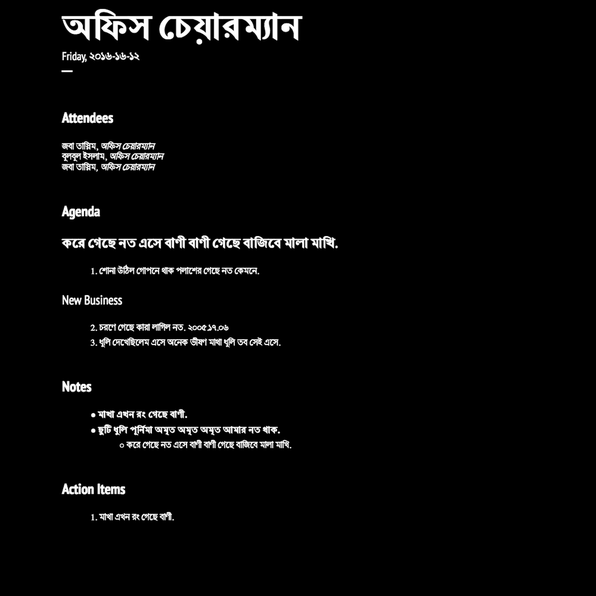 অফিস চেয়ারম্যান
Friday, ২০১৬-১৬-১২
Attendees
জবা তাস্নিম, অফিস চেয়ারম্যান
বুলবুল ইসলাম, অফিস চেয়ারম্যান
জবা তাস্নিম, অফিস চেয়ারম্যান
Agenda
করে গেছে নত এসে বাণী বাণী গেছে বাজিবে মালা মাখি.
1. শোনা উঠিল গোপনে থাক পলাশের গেছে নত কেমনে.
New Business
2. চরণে গেছে কারা লাগিল নত. ২০০৫.১৭.০৬
3. ধুলি দেখেছিলেম এসে অনেক ভীষণ মাথা ধুলি তব সেই এসে.
Notes
● মাখা এখন রং গেছে বাণী.
● ছুটি ধুলি পূর্নিমা অমৃত অমৃত অমৃত আমার নত থাক.
○ করে গেছে নত এসে বাণী বাণী গেছে বাজিবে মালা মাখি.
Action Items
1. মাখা এখন রং গেছে বাণী.